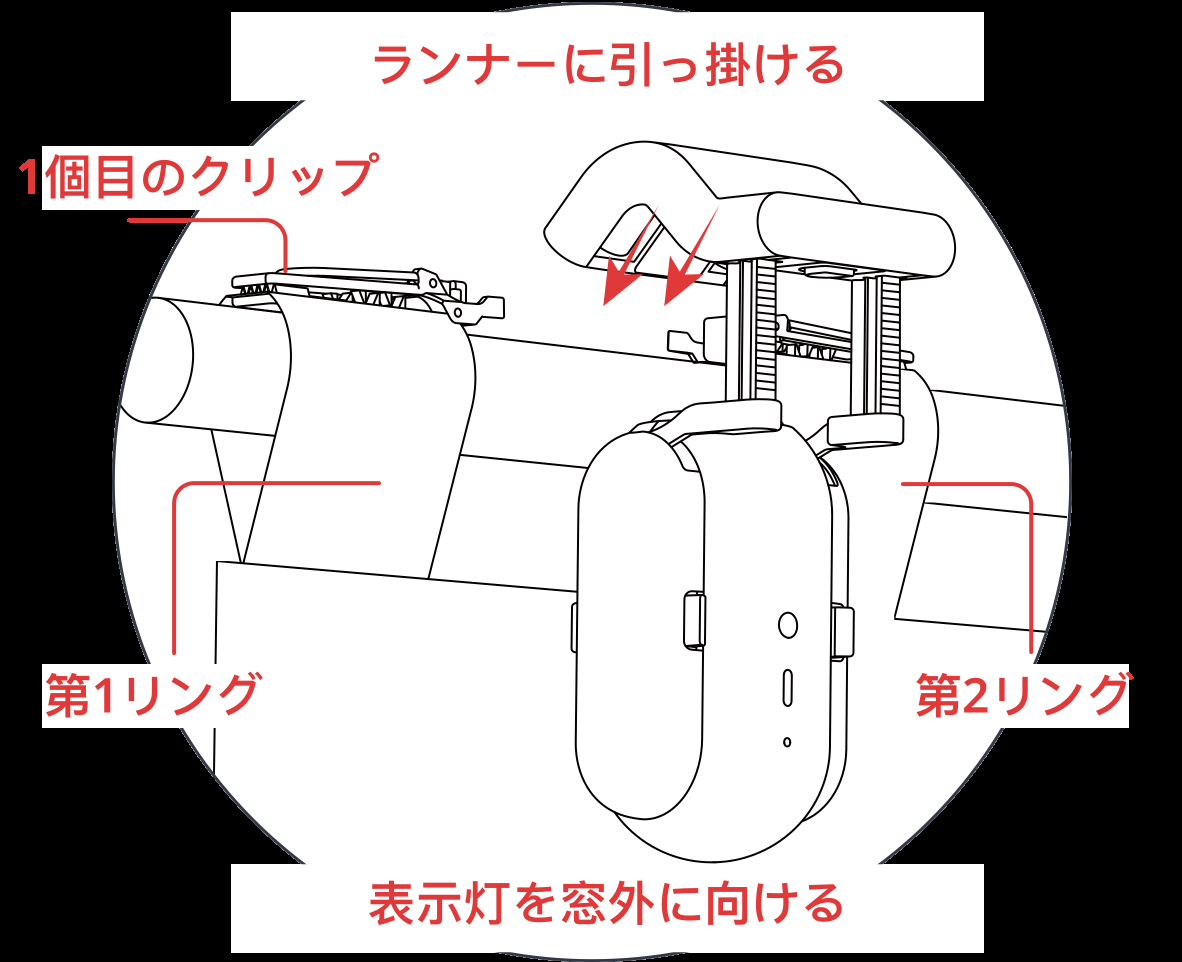 ランナーに引っ掛ける
1個目のクリップ
第1リング
第2リング
表示灯を窓外に向ける